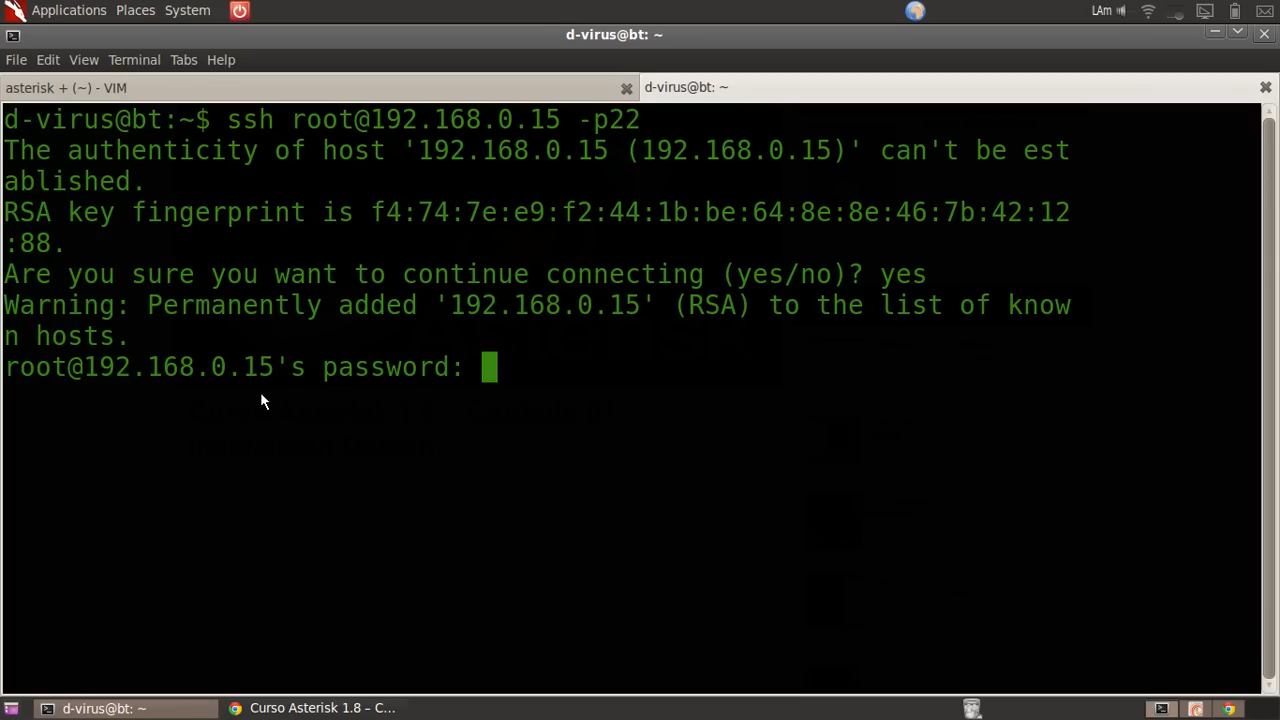 Applications Places System LAm
d-virus@bt: ~
File Edit View Terminal Tabs Help
asterisk + (~) - VIM d-virus@bt: ~
d-virus@bt:~$ ssh root@192.168.0.15 -p22
The authenticity of host '192.168.0.15 (192.168.0.15)' can't be est
ablished.
RSA key fingerprint is f4:74:7e:e9:f2:44:1b:be:64:8e:8e:46:7b:42:12
:88.
Are you sure you want to continue connecting (yes/no)? yes
Warning: Permanently added '192.168.0.15' (RSA) to the list of know
n hosts.
root@192.168.0.15's password:
d-virus@bt: ~ Curso Asterisk 1.8 – C...